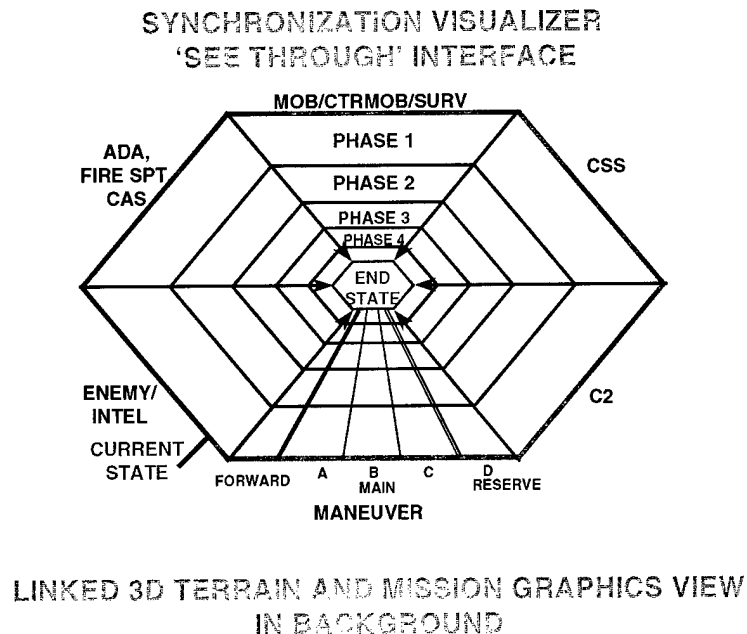 SYNCHRONIZATION VISUALIZER
'SEE THROUGH' INTERFACE
MOB/CTRMOB/SURV
PHASE 1
ADA,
FIRE SPT
CAS
CSS
PHASE 2
PHASE 3
PHASE 4
END
STATE
ENEMY/
INTEL
C2
CURRENT
STATE
FORWARD A B C D
MAIN RESERVE
MANEUVER
LINKED 3D TERRAIN AND MISSION GRAPHICS VIEW
IN BACKGROUND